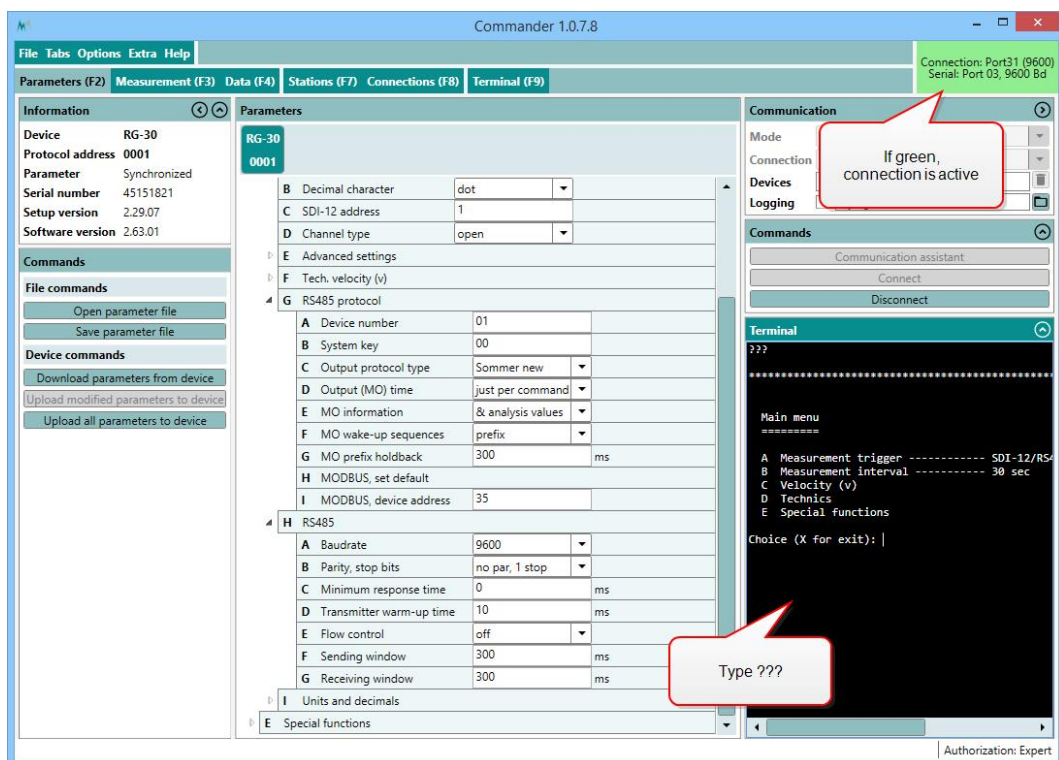 Commander 1.0.7.8
File Tabs Options Extra Help
Parameters (F2) Measurement (F3) Data (F4) Stations (F7) Connections (F8) Terminal (F9)
Connection: Port31 (9600)
Serial: Port 03, 9600 Bd
Information
Device RG-30
Protocol address 0001
Parameter Synchronized
Serial number 45151821
Setup version 2.29.07
Software version 2.63.01
Commands
File commands
Open parameter file
Save parameter file
Device commands
Download parameters from device
Upload modified parameters to device
Upload all parameters to device
Parameters
RG-30
0001
B Decimal character dot
C SDI-12 address 1
D Channel type open
E Advanced settings
F Tech. velocity (v)
G RS485 protocol
A Device number 01
B System key 00
C Output protocol type Sommer new
D Output (MO) time just per command
E MO information & analysis values
F MO wake-up sequences prefix
G MO prefix holdback 300 ms
H MODBUS, set default
I MODBUS, device address 35
H RS485
A Baudrate 9600
B Parity, stop bits no par, 1 stop
C Minimum response time 0 ms
D Transmitter warm-up time 10 ms
E Flow control off
F Sending window 300 ms
G Receiving window 300 ms
I Units and decimals
E Special functions
Communication
Mode
Connection
Devices
Logging
If green,
connection is active
Commands
Communication assistant
Connect
Disconnect
Terminal
???
**************************************************
Main menu
=========
A Measurement trigger ------------ SDI-12/RS4
B Measurement interval ----------- 30 sec
C Velocity (v)
D Technics
E Special functions
Choice (X for exit): |
Type ???
Authorization: Expert